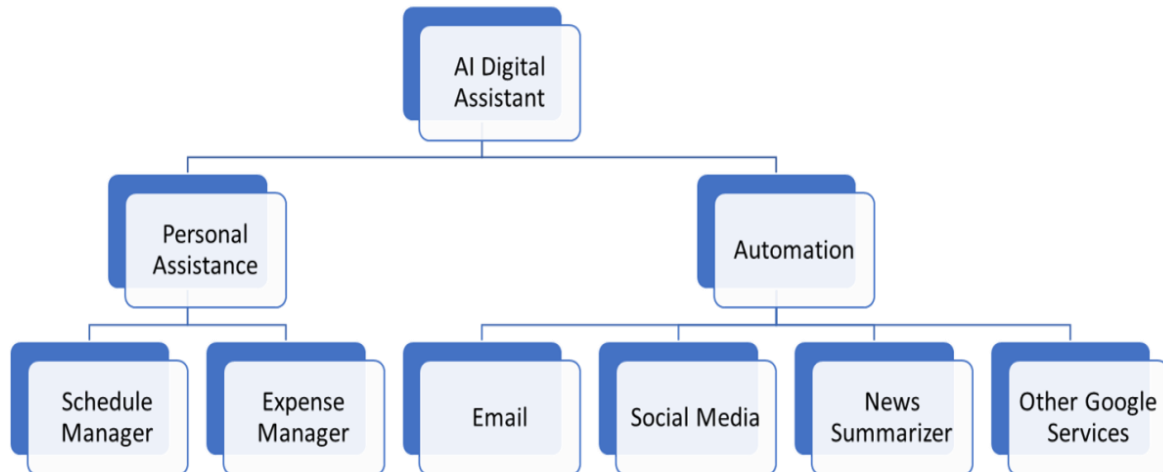 AI Digital
Assistant
Personal
Assistance
Automation
Schedule
Manager
Expense
Manager
Email
Social Media
News
Summarizer
Other Google
Services